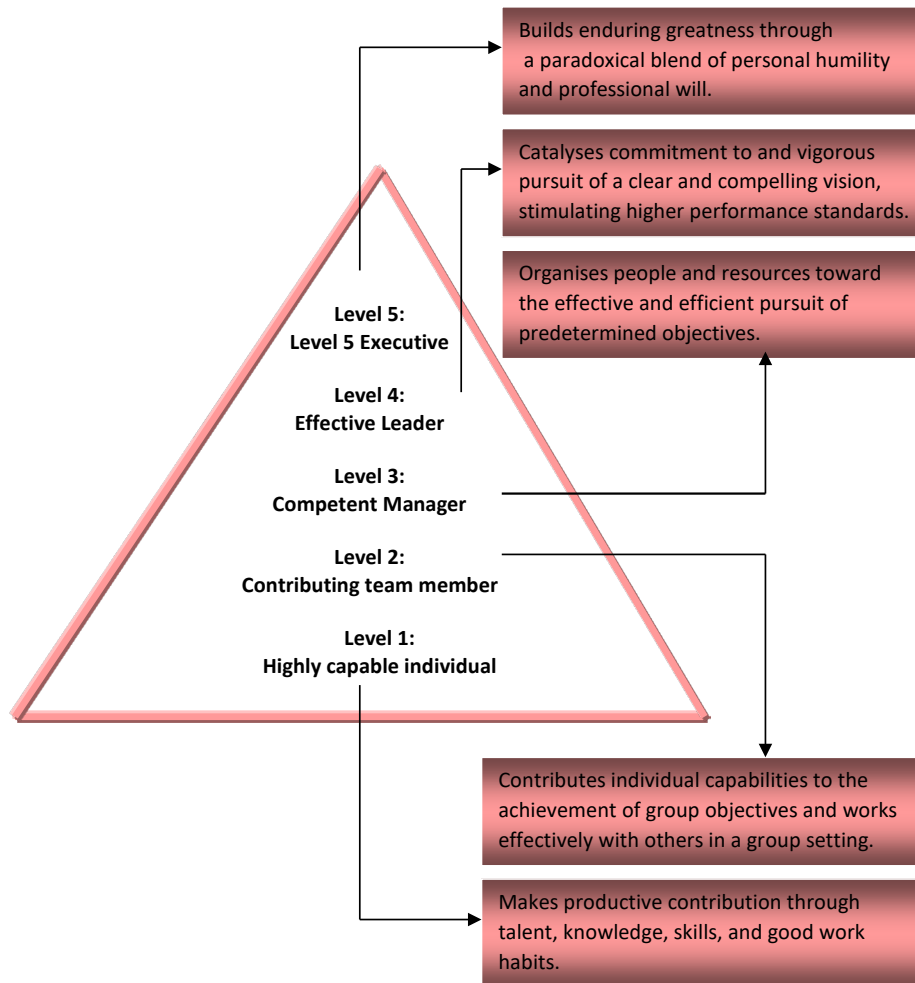 Builds enduring greatness through
a paradoxical blend of personal humility
and professional will.
Catalyses commitment to and vigorous
pursuit of a clear and compelling vision,
stimulating higher performance standards.
Organises people and resources toward
the effective and efficient pursuit of
predetermined objectives.
Level 5:
Level 5 Executive
Level 4:
Effective Leader
Level 3:
Competent Manager
Level 2:
Contributing team member
Level 1:
Highly capable individual
Contributes individual capabilities to the
achievement of group objectives and works
effectively with others in a group setting.
Makes productive contribution through
talent, knowledge, skills, and good work
habits.